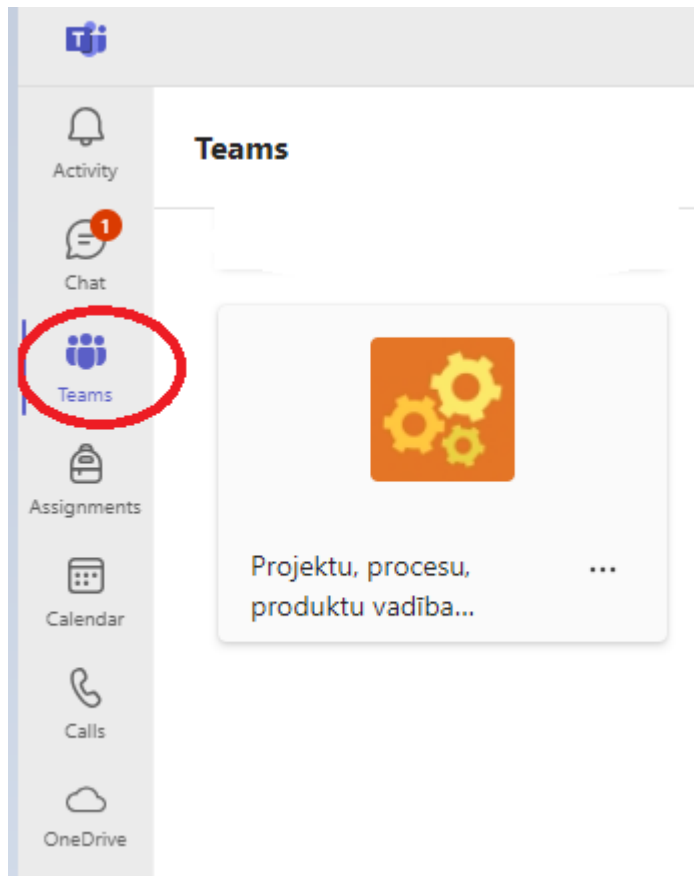 Activity
Teams
1
Chat
Teams
Assignments
Projektu, procesu,
produktu vadība...
...
Calendar
Calls
OneDrive